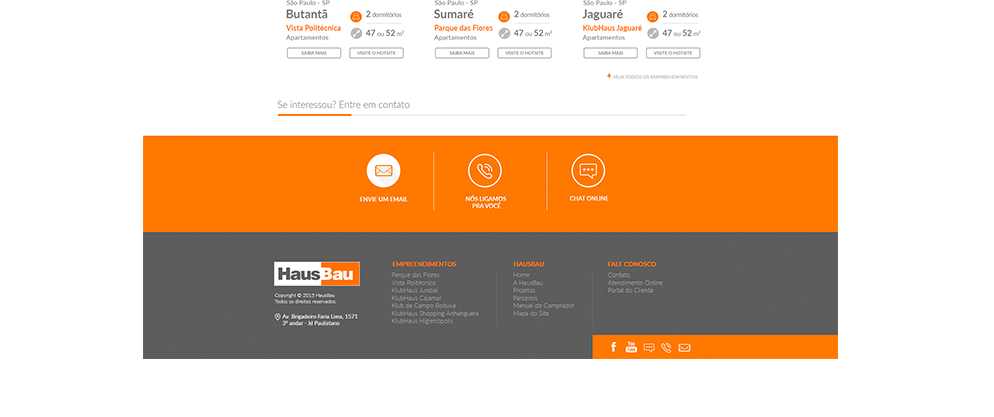 São Paulo - SP
Butantã
Vista Politécnica
Apartamentos
2 dormitórios
47 ou 52 m²
SAIBA MAIS
VISITE O HOTSITE
São Paulo - SP
Sumaré
Parque das Flores
Apartamentos
2 dormitórios
47 ou 52 m²
SAIBA MAIS
VISITE O HOTSITE
São Paulo - SP
Jaguaré
KlubHaus Jaguaré
Apartamentos
2 dormitórios
47 ou 52 m²
SAIBA MAIS
VISITE O HOTSITE
+ VEJA TODOS OS EMPREENDIMENTOS
Se interessou? Entre em contato
ENVIE UM EMAIL
NÓS LIGAMOS
PRA VOCÊ
CHAT ONLINE
HausBau
Copyright © 2015 HausBau
Todos os direitos reservados.
Av. Brigadeiro Faria Lima, 1571
3º andar - Jd Paulistano
EMPREENDIMENTOS
Parque das Flores
Vista Politécnica
KlubHaus Jundiaí
KlubHaus Cajamar
Klub de Campo Boituva
KlubHaus Shopping Anhanguera
KlubHaus Higienópolis
HAUSBAU
Home
A HausBau
Projetos
Parceiros
Manual do Comprador
Mapa do Site
FALE CONOSCO
Contato
Atendimento Online
Portal do Cliente
f
You
Tube